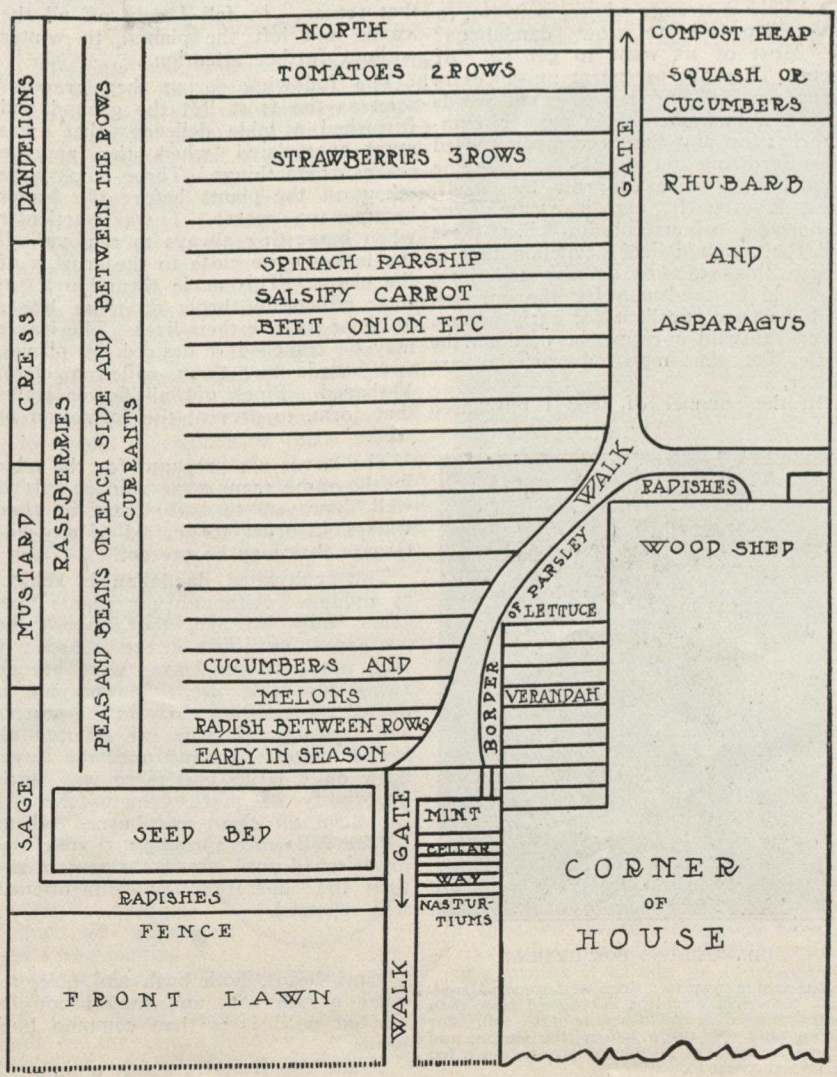 NORTH
TOMATOES 2 ROWS
STRAWBERRIES 3 ROWS
SPINACH PARSNIP
SALSIFY CARROT
BEET ONION ETC
CUCUMBERS AND
MELONS
RADISH BETWEEN ROWS
EARLY IN SEASON
DANDELIONS
CRESS
MUSTARD
SAGE
RASPBERRIES
PEAS AND BEANS ON EACH SIDE AND BETWEEN THE ROWS
CURRANTS
GATE
WALK
COMPOST HEAP
SQUASH OR
CUCUMBERS
RHUBARB
AND
ASPARAGUS
RADISHES
WOOD SHED
BORDER
OF PARSLEY
LETTUCE
VERANDAH
SEED BED
RADISHES
FENCE
FRONT LAWN
GATE
WALK
MINT
CELLAR
WAY
NASTUR-
TIUMS
CORNER
OF
HOUSE